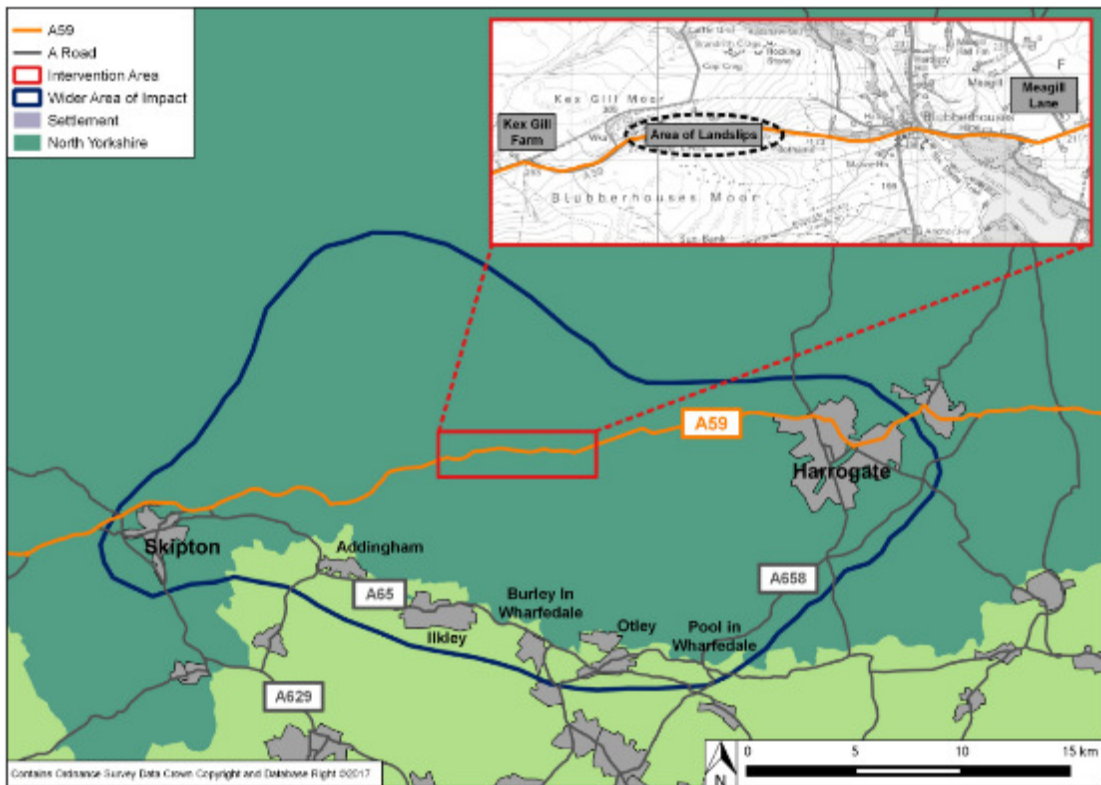 A59
A Road
Intervention Area
Wider Area of Impact
Settlement
North Yorkshire
Kex Gill Moor
Kex Gill
Farm
Area of Landslips
Meagill
Lane
Meagill
Blubberhouses
Blubberhouses Moor
A59
Harrogate
Skipton
Addingham
A65
Ilkley
Burley In
Wharfedale
Otley
Pool in
Wharfedale
A658
A629
Contains Ordnance Survey Data Crown Copyright and Database Right ©2017
N
0 5 10 15 km